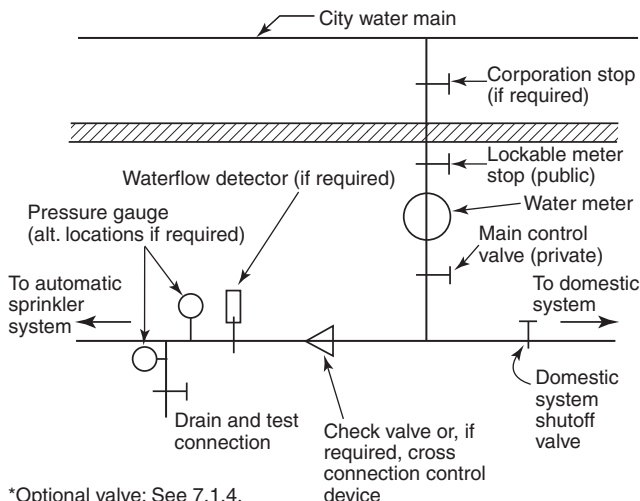 City water main
Corporation stop
(if required)
Lockable meter
stop (public)
Waterflow detector (if required)
Water meter
Pressure gauge
(alt. locations if required)
Main control
valve (private)
To automatic
sprinkler
system
To domestic
system
Drain and test
connection
Check valve or, if
required, cross
connection control
device
Domestic
system
shutoff
valve
*Optional valve: See 7.1.4.